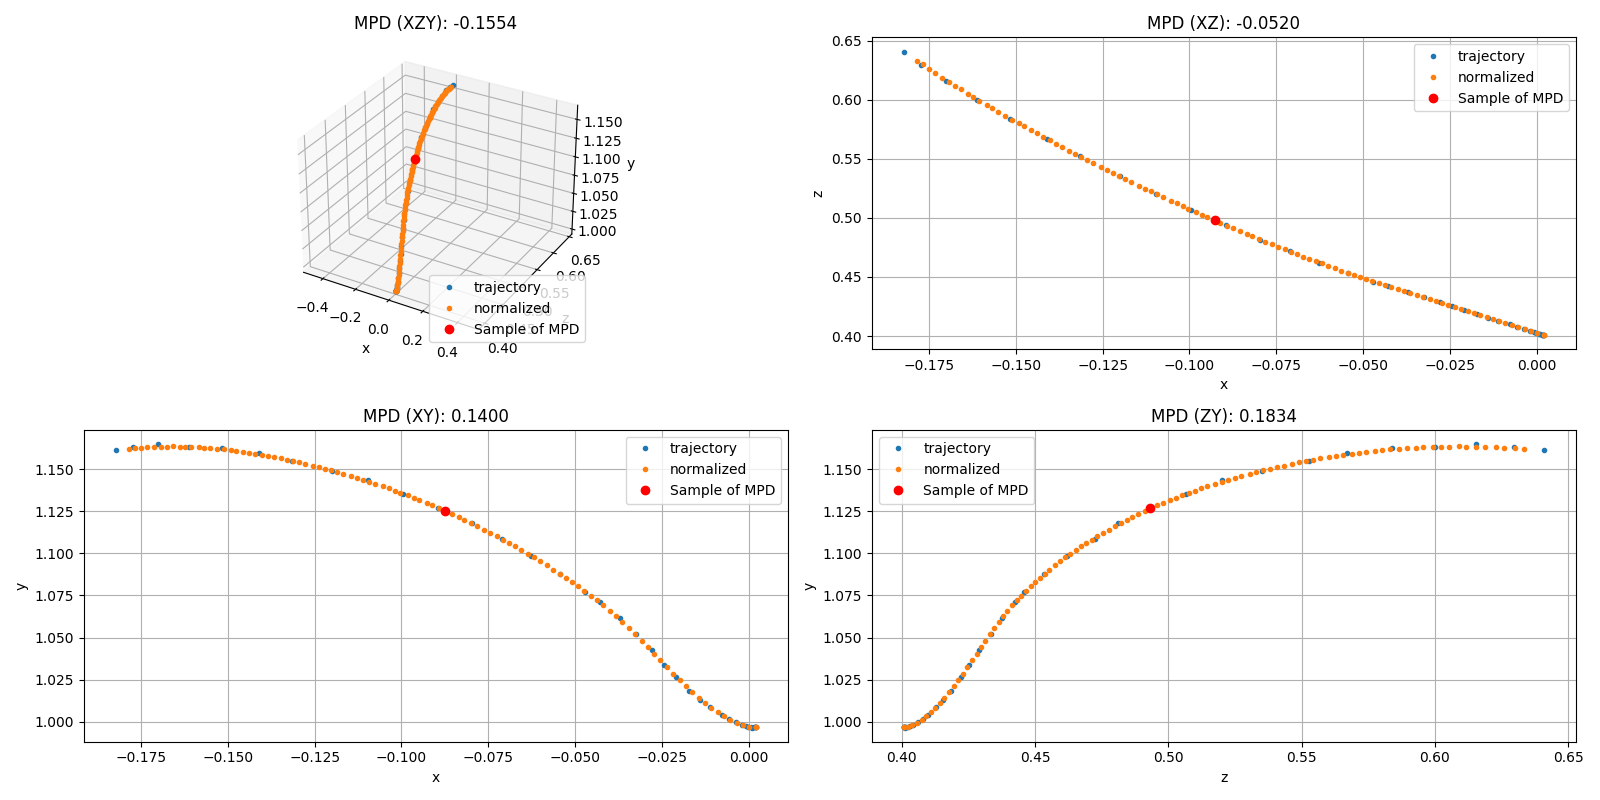 MPD (XZY): -0.1554
1.150
1.125
1.100
1.075
1.050
1.025
1.000
y
0.65
0.60
0.55
z
0.40
−0.4
−0.2
0.0
0.2
0.4
x
trajectory
normalized
Sample of MPD
MPD (XZ): -0.0520
0.65
0.60
0.55
0.50
0.45
0.40
z
−0.175
−0.150
−0.125
−0.100
−0.075
−0.050
−0.025
0.000
x
trajectory
normalized
Sample of MPD
MPD (XY): 0.1400
1.150
1.125
1.100
1.075
1.050
1.025
1.000
y
−0.175
−0.150
−0.125
−0.100
−0.075
−0.050
−0.025
0.000
x
trajectory
normalized
Sample of MPD
MPD (ZY): 0.1834
1.150
1.125
1.100
1.075
1.050
1.025
1.000
y
0.40
0.45
0.50
0.55
0.60
0.65
z
trajectory
normalized
Sample of MPD